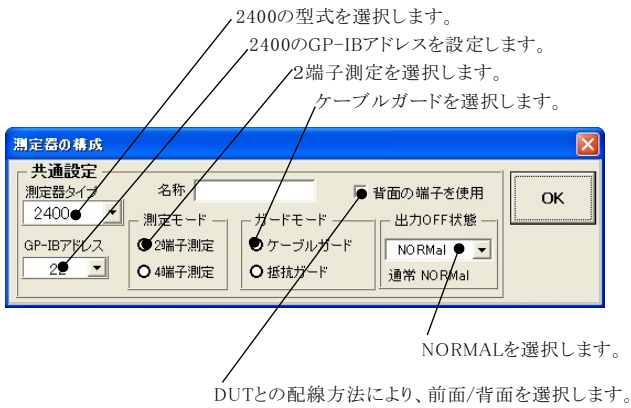 2400の型式を選択します。
2400のGP-IBアドレスを設定します。
2端子測定を選択します。
ケーブルガードを選択します。
測定器の構成
共通設定
測定器タイプ
2400
名称
背面の端子を使用
OK
GP-IBアドレス
測定モード
2端子測定
4端子測定
ガードモード
ケーブルガード
抵抗ガード
出力OFF状態
NORMal
通常 NORMal
NORMALを選択します。
DUTとの配線方法により、前面/背面を選択します。